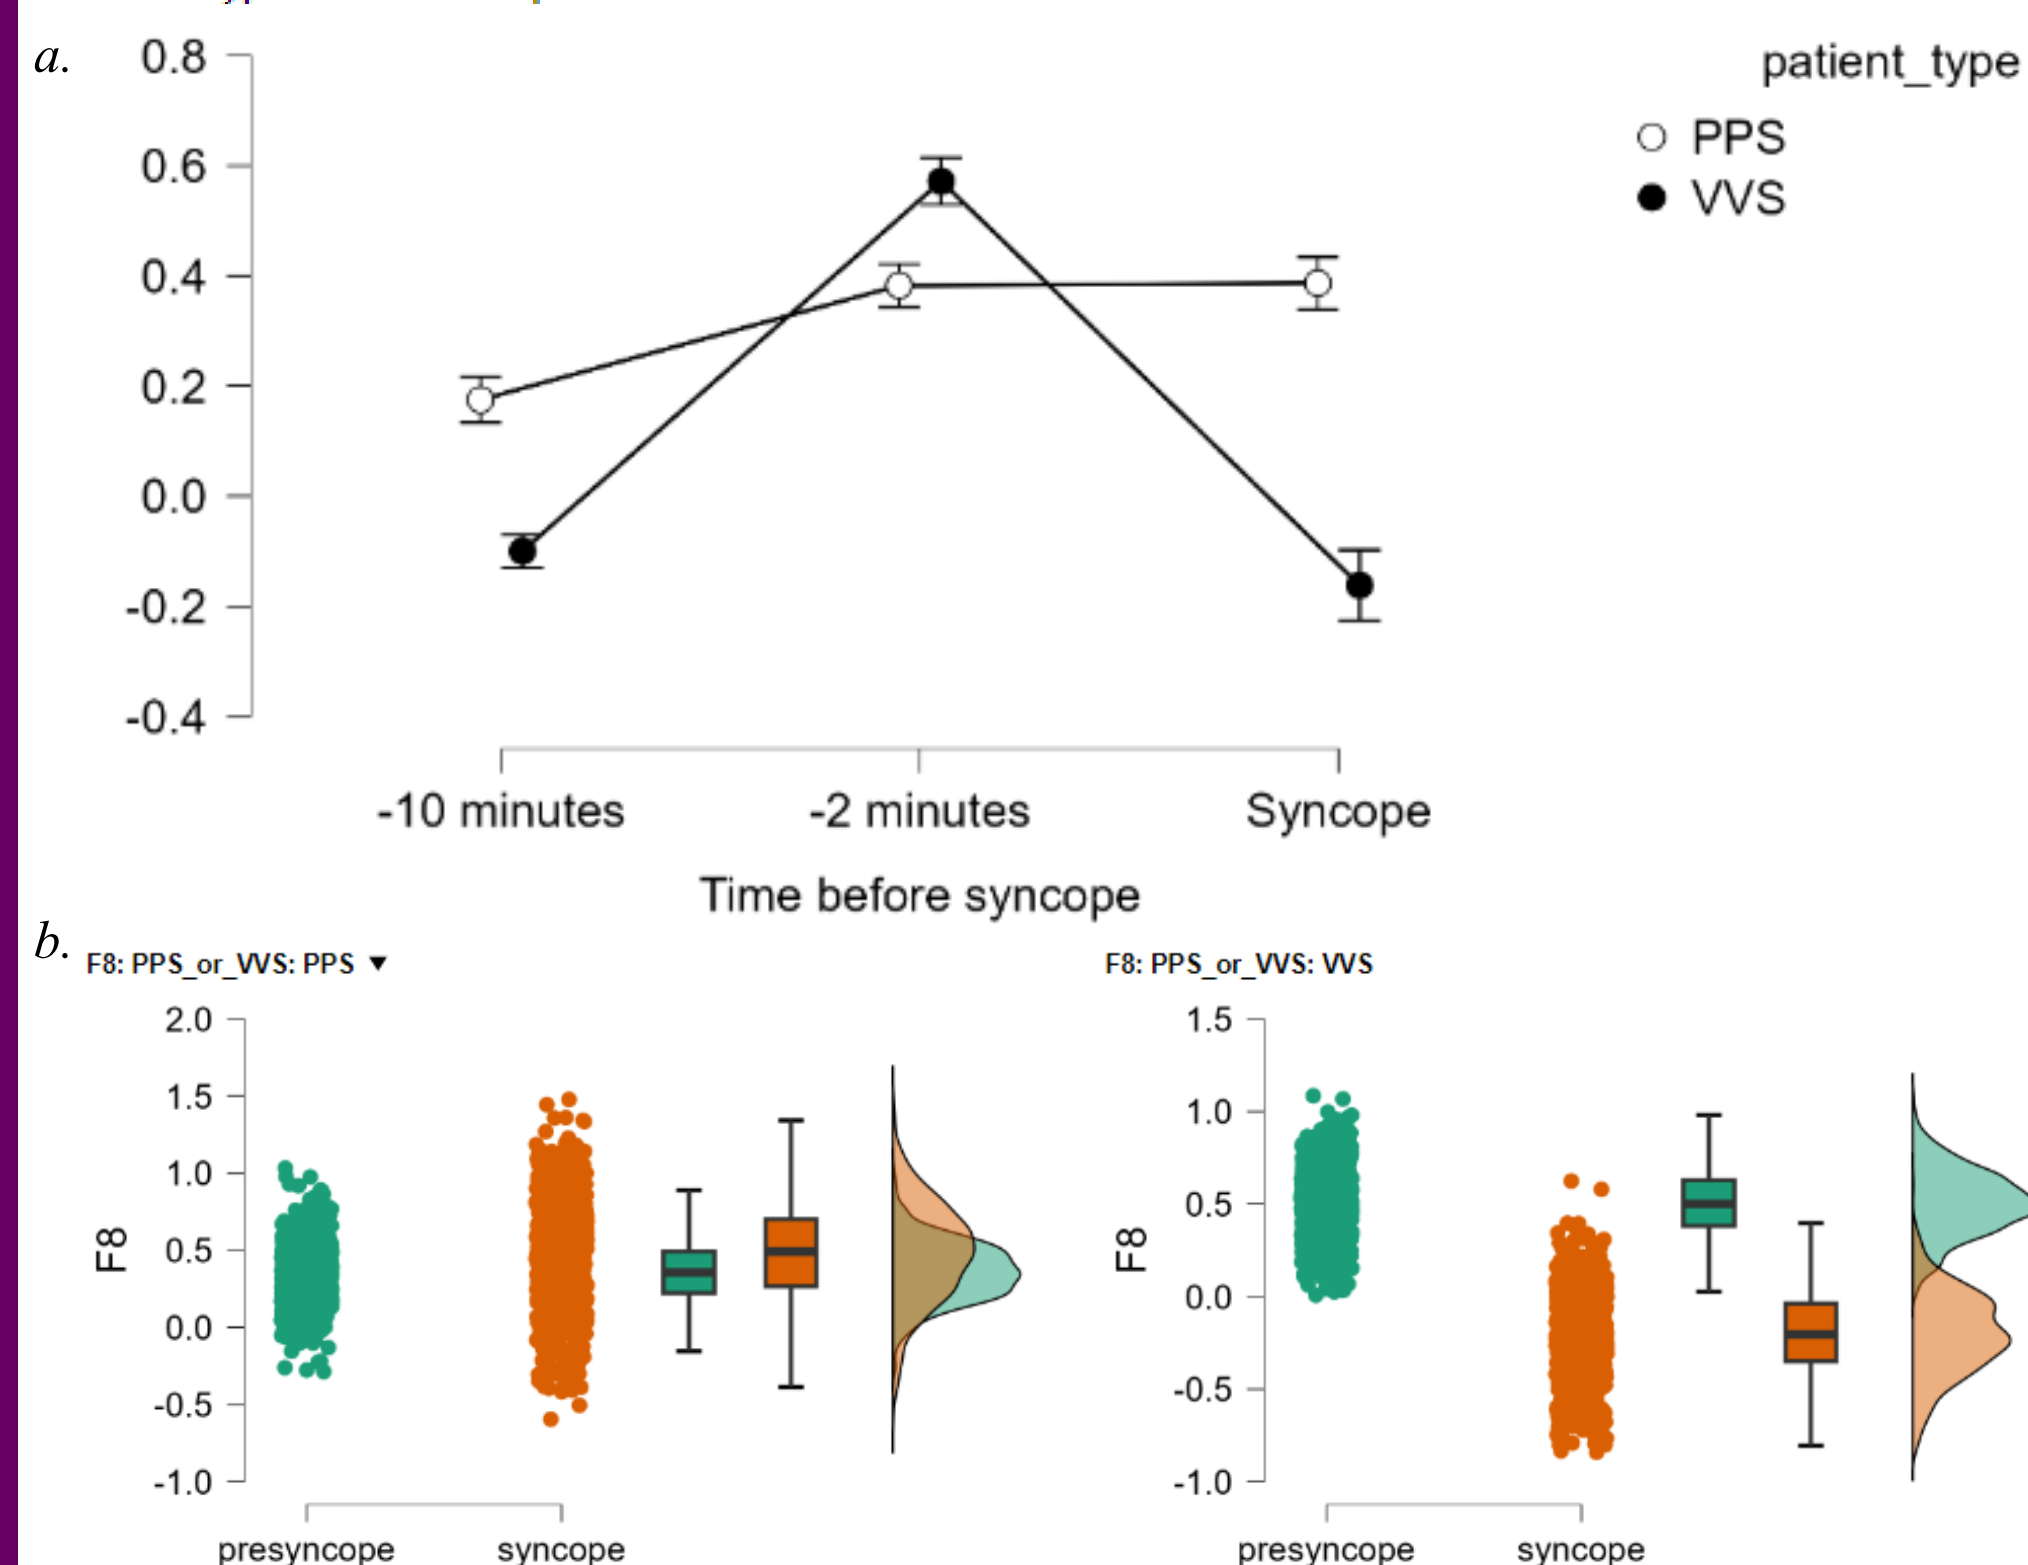 a.
patient_type
PPS
VVS
0.8
0.6
0.4
0.2
0.0
-0.2
-0.4
-10 minutes -2 minutes Syncope
Time before syncope
b.
F8: PPS_or_VVS: PPS ▼
2.0
1.5
1.0
0.5
0.0
-0.5
-1.0
F8
presyncope syncope
F8: PPS_or_VVS: VVS
1.5
1.0
0.5
0.0
-0.5
-1.0
F8
presyncope syncope